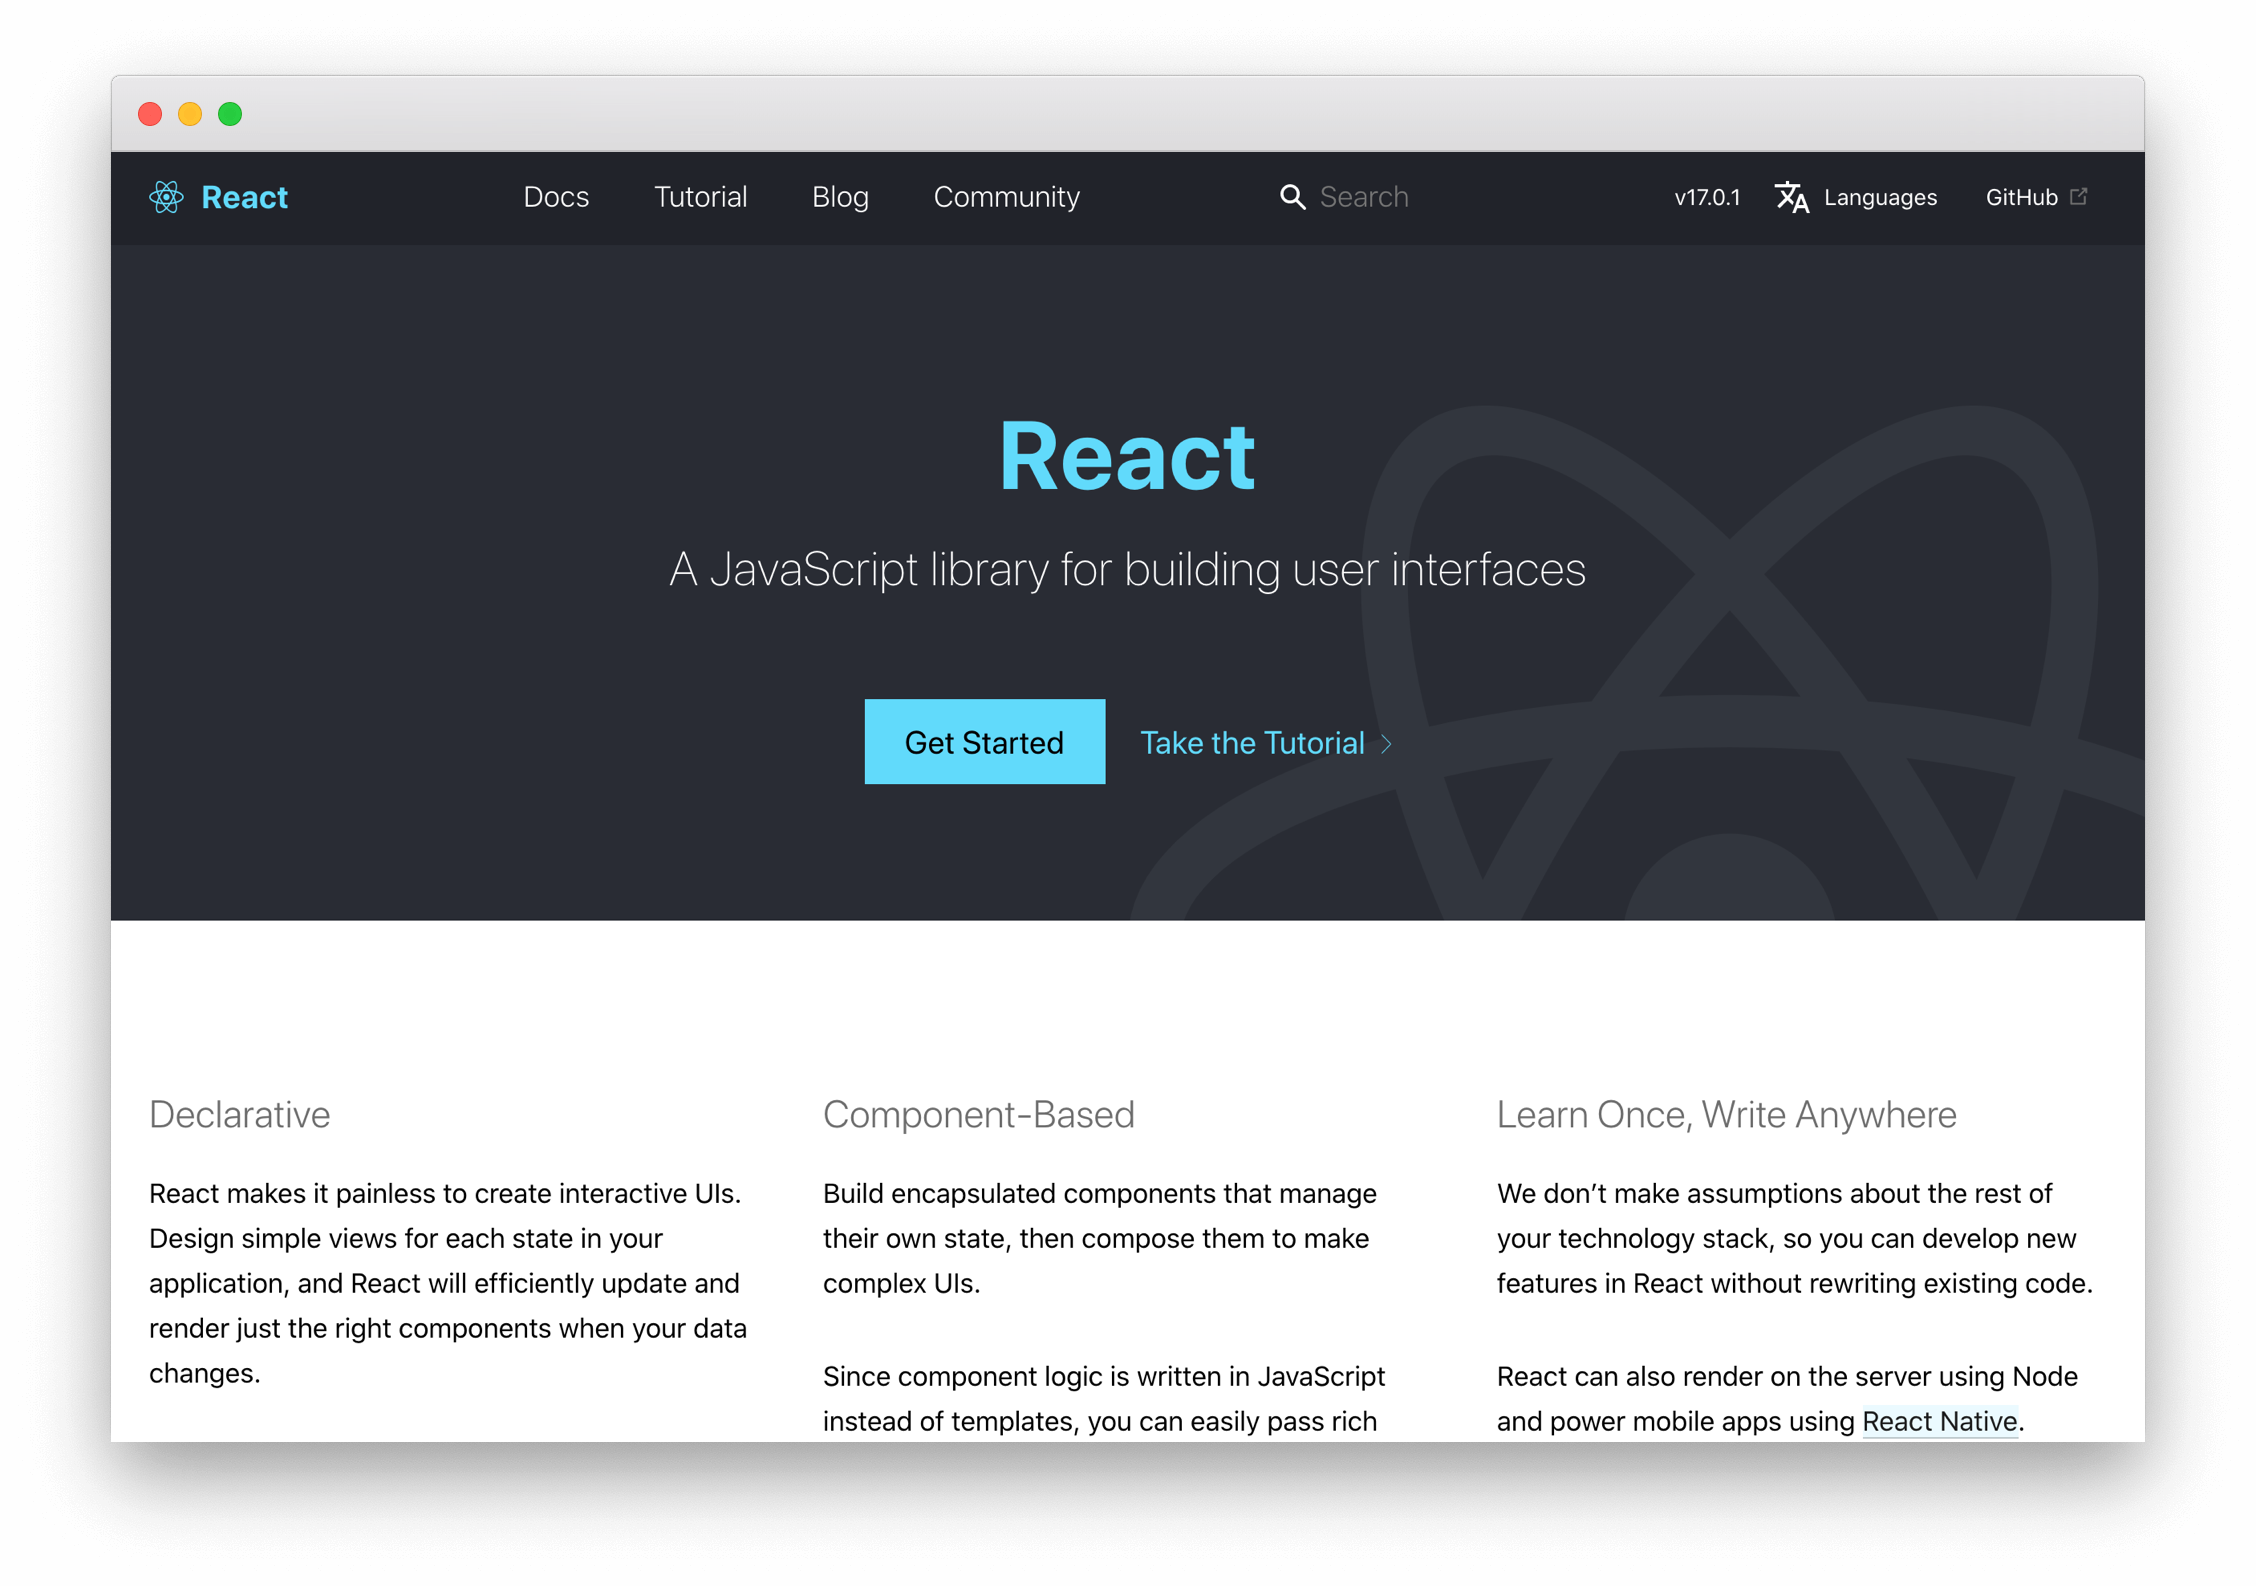 React
Docs
Tutorial
Blog
Community
Search
v17.0.1
Languages
GitHub
React
A JavaScript library for building user interfaces
Get Started
Take the Tutorial
Declarative
React makes it painless to create interactive UIs.
Design simple views for each state in your
application, and React will efficiently update and
render just the right components when your data
changes.
Component-Based
Build encapsulated components that manage
their own state, then compose them to make
complex UIs.
Since component logic is written in JavaScript
instead of templates, you can easily pass rich
Learn Once, Write Anywhere
We don’t make assumptions about the rest of
your technology stack, so you can develop new
features in React without rewriting existing code.
React can also render on the server using Node
and power mobile apps using React Native.